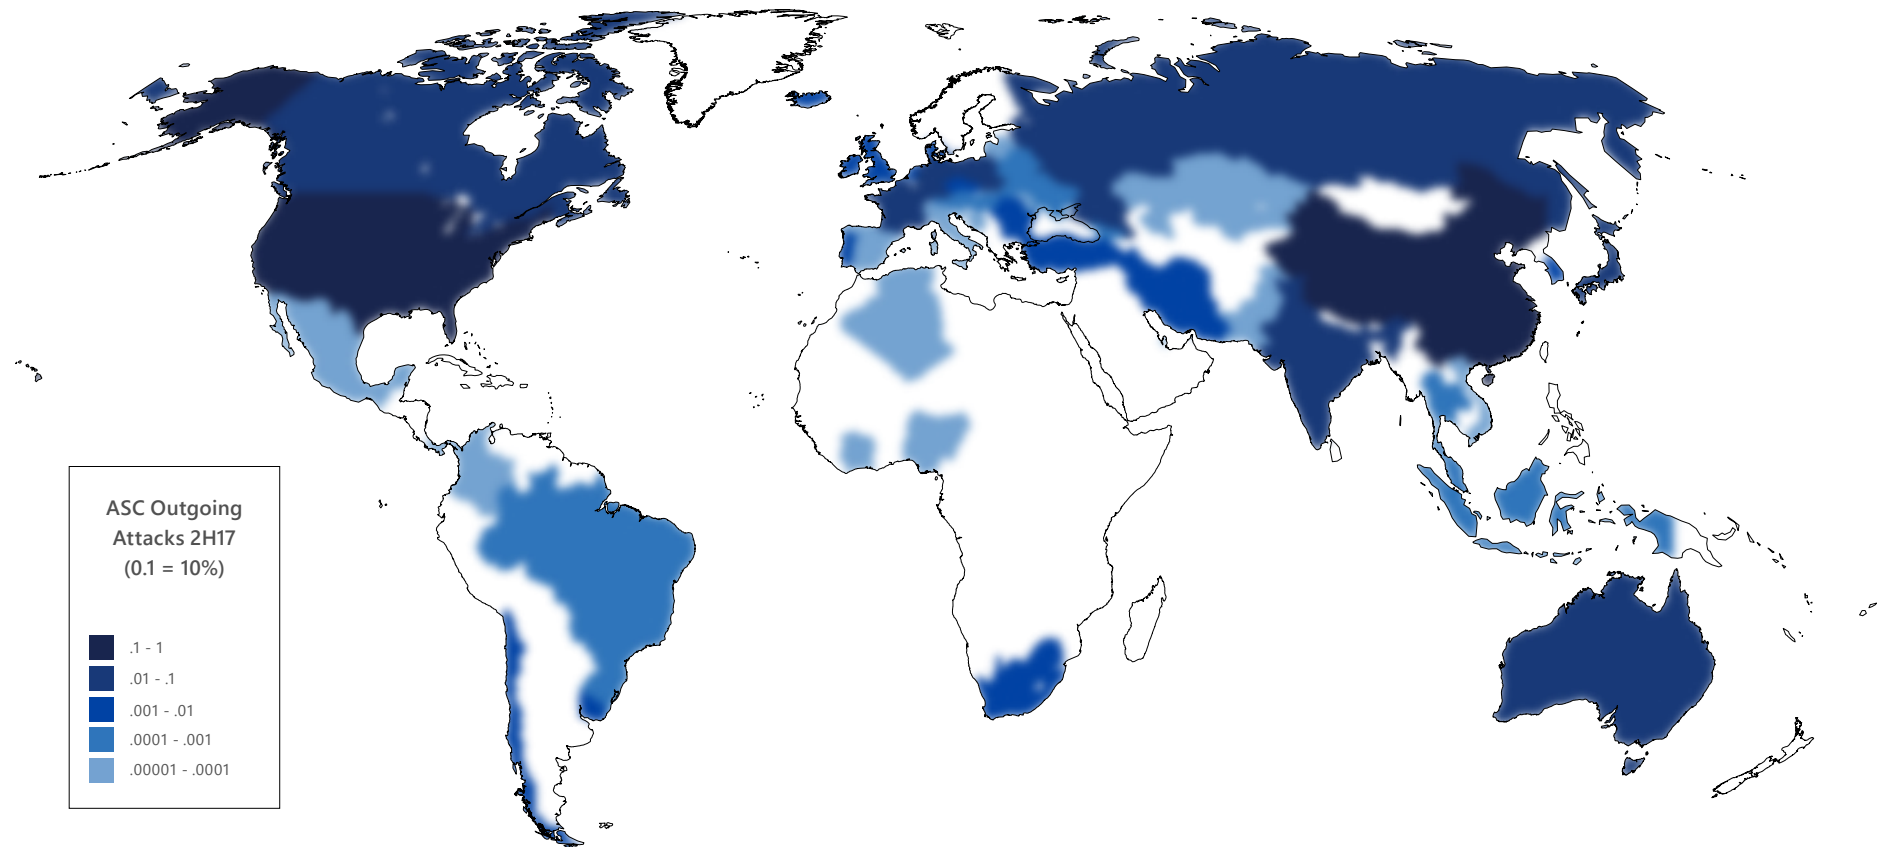 ASC Outgoing
Attacks 2H17
(0.1 = 10%)
.1 - 1
.01 - .1
.001 - .01
.0001 - .001
.00001 - .0001